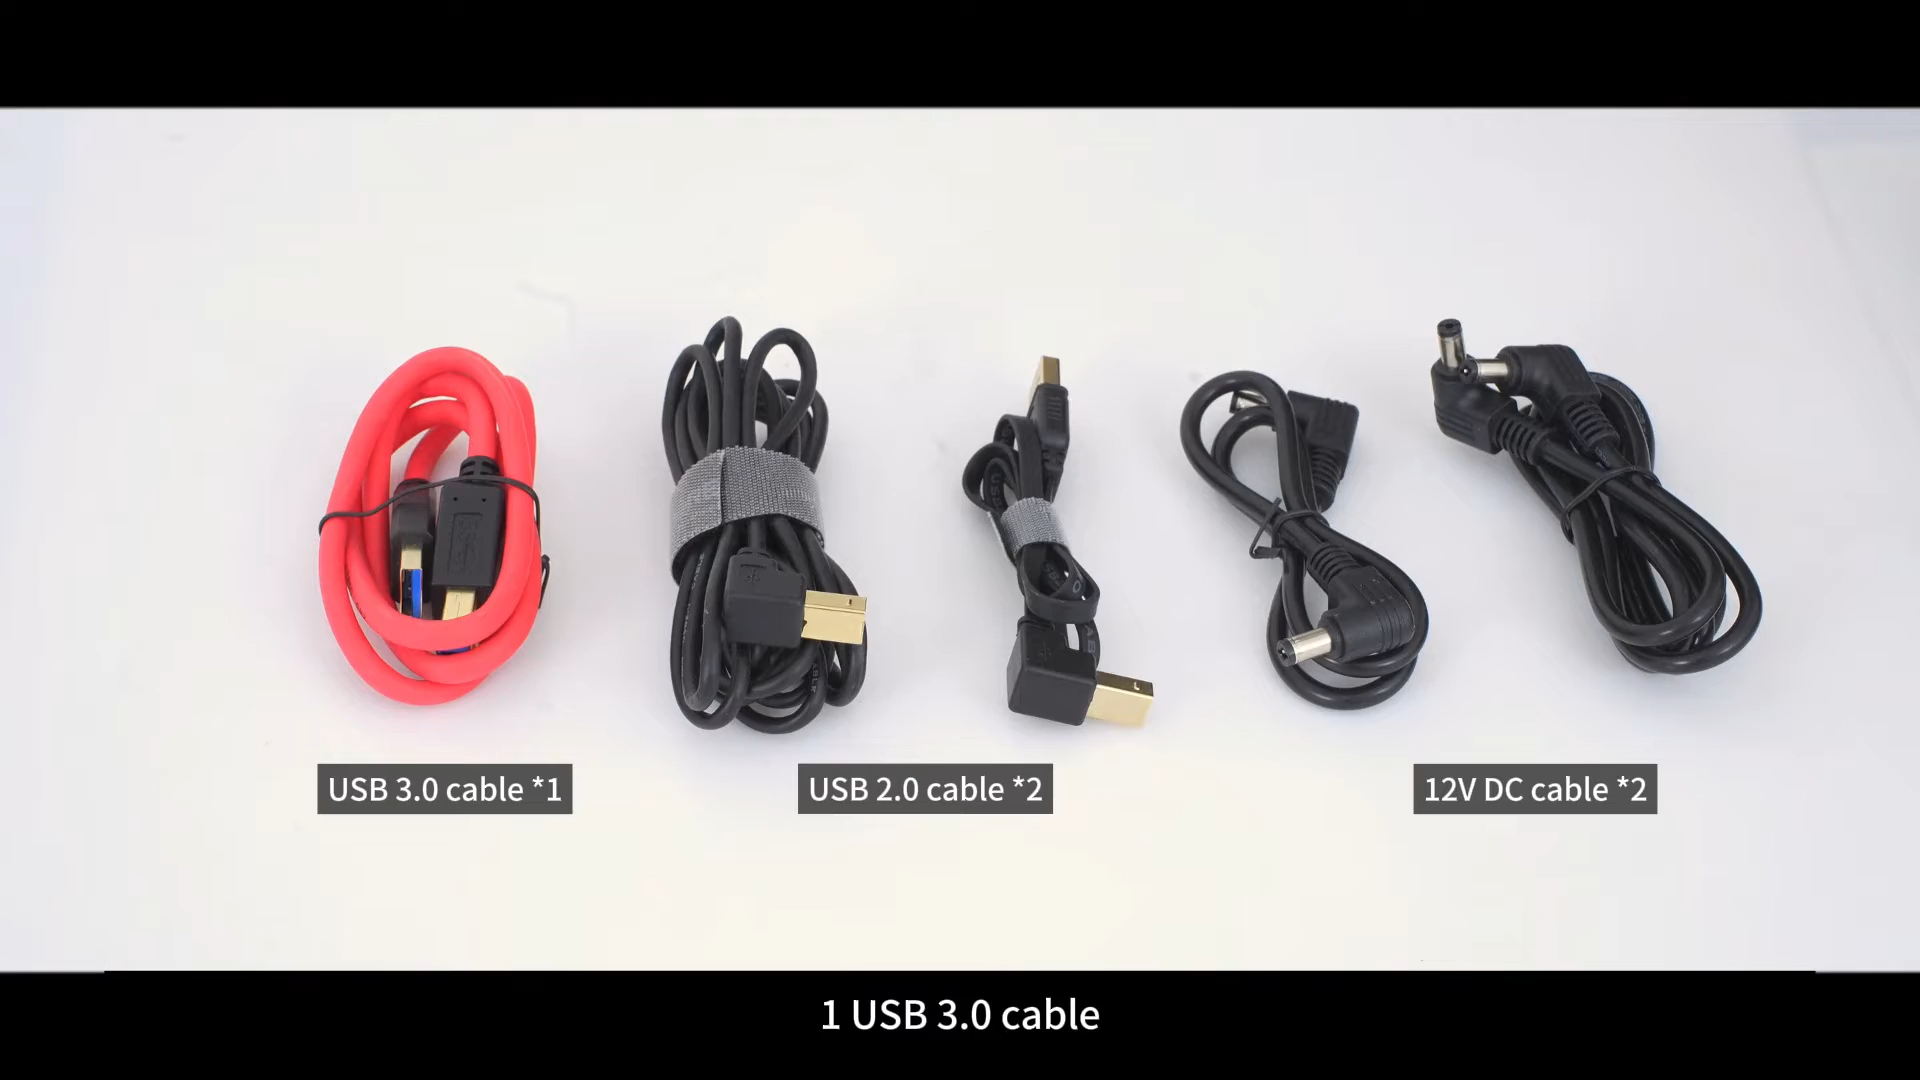 USB 3.0 cable *1
USB 2.0 cable *2
12V DC cable *2
1 USB 3.0 cable